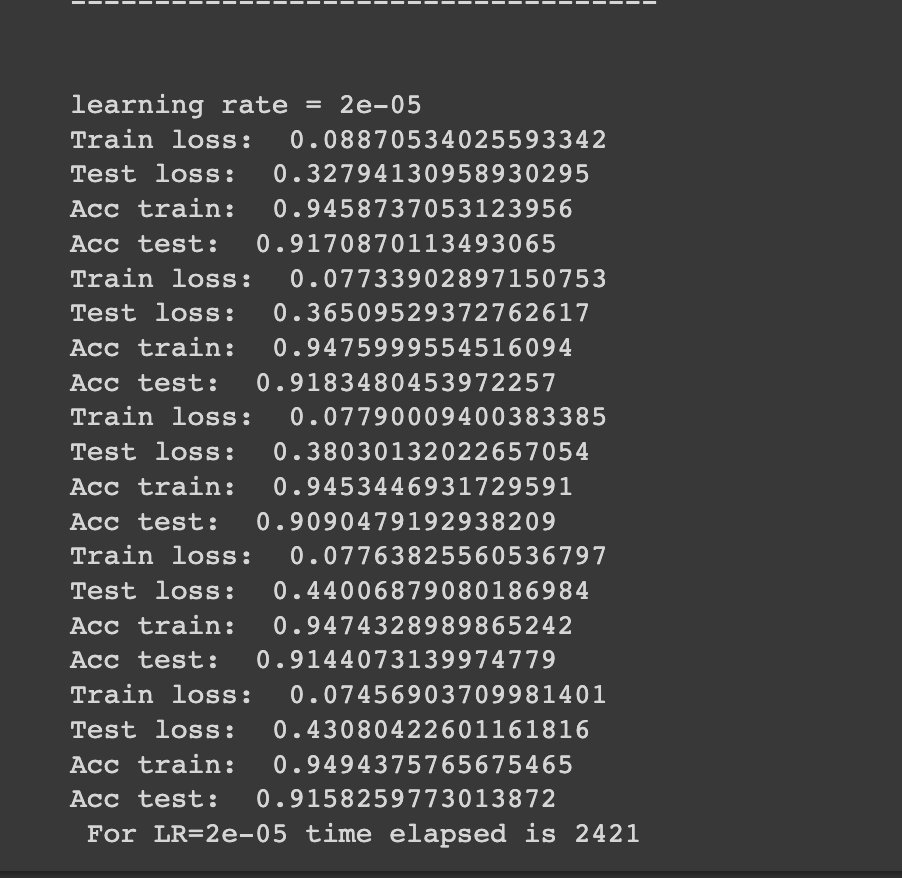 -----------------------------------
learning rate = 2e-05
Train loss:  0.08870534025593342
Test loss:  0.32794130958930295
Acc train:  0.9458737053123956
Acc test:  0.9170870113493065
Train loss:  0.07733902897150753
Test loss:  0.36509529372762617
Acc train:  0.9475999554516094
Acc test:  0.9183480453972257
Train loss:  0.07790009400383385
Test loss:  0.38030132022657054
Acc train:  0.9453446931729591
Acc test:  0.9090479192938209
Train loss:  0.07763825560536797
Test loss:  0.44006879080186984
Acc train:  0.9474328989865242
Acc test:  0.9144073139974779
Train loss:  0.07456903709981401
Test loss:  0.43080422601161816
Acc train:  0.9494375765675465
Acc test:  0.9158259773013872
 For LR=2e-05 time elapsed is 2421